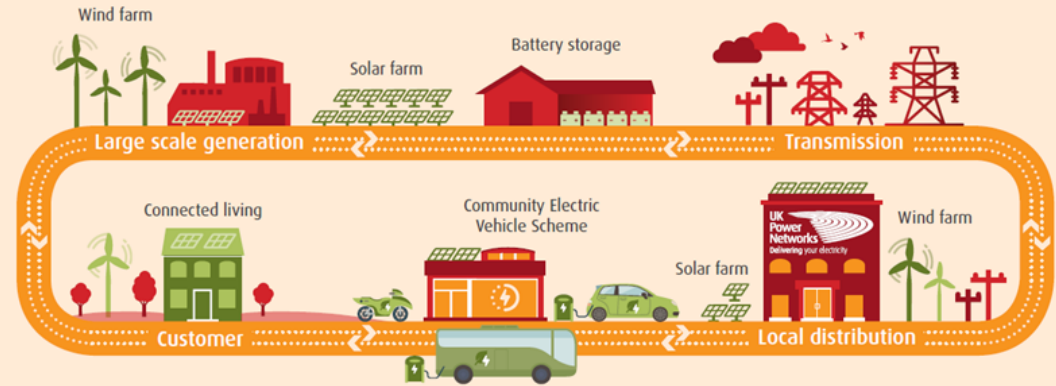 Wind farm
Solar farm
Battery storage
Large scale generation
Transmission
Connected living
Community Electric
Vehicle Scheme
Solar farm
UK
Power
Networks
Delivering your electricity
Wind farm
Customer
Local distribution